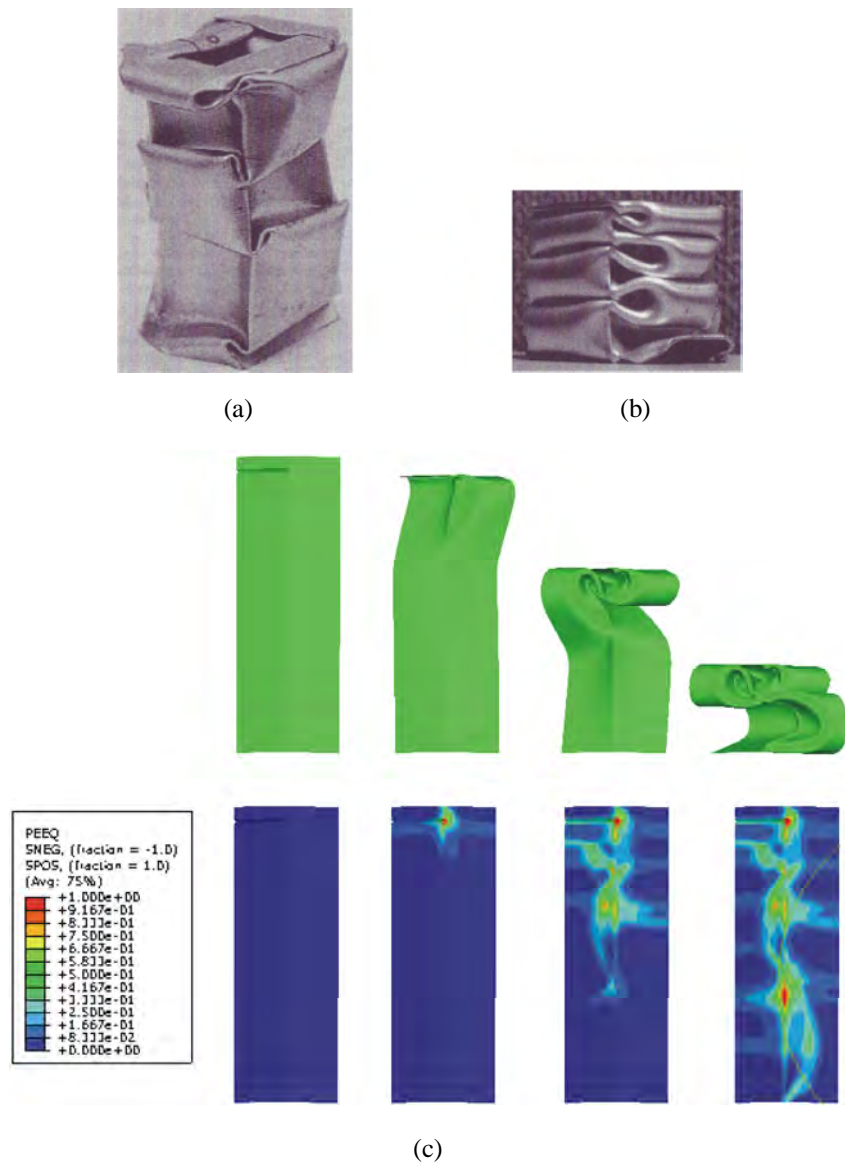 (a)
(b)
PEEQ
SNEG, (fraction = -1.0)
SPOS, (fraction = 1.0)
(Avg: 75%)
+1.000e+00
+9.167e-01
+8.333e-01
+7.500e-01
+6.667e-01
+5.833e-01
+5.000e-01
+4.167e-01
+3.333e-01
+2.500e-01
+1.667e-01
+8.333e-02
+0.000e+00
(c)